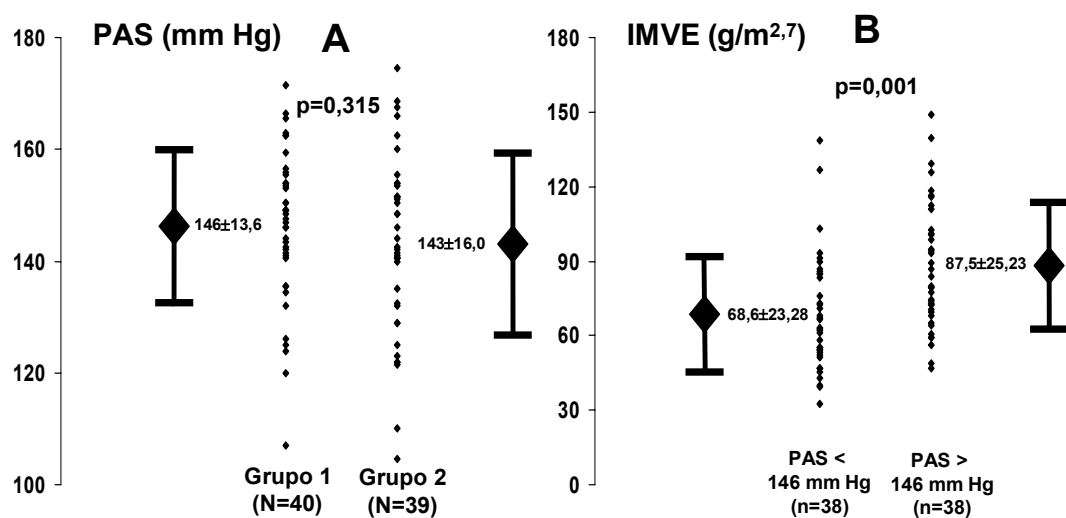 PAS (mm Hg) A
180
160
140
120
100
p=0,315
146±13,6
143±16,0
Grupo 1
(N=40)
Grupo 2
(N=39)
IMVE (g/m2,7) B
180
150
120
90
60
30
0
p=0,001
68,6±23,28
87,5±25,23
PAS <
146 mm Hg
(n=38)
PAS >
146 mm Hg
(n=38)